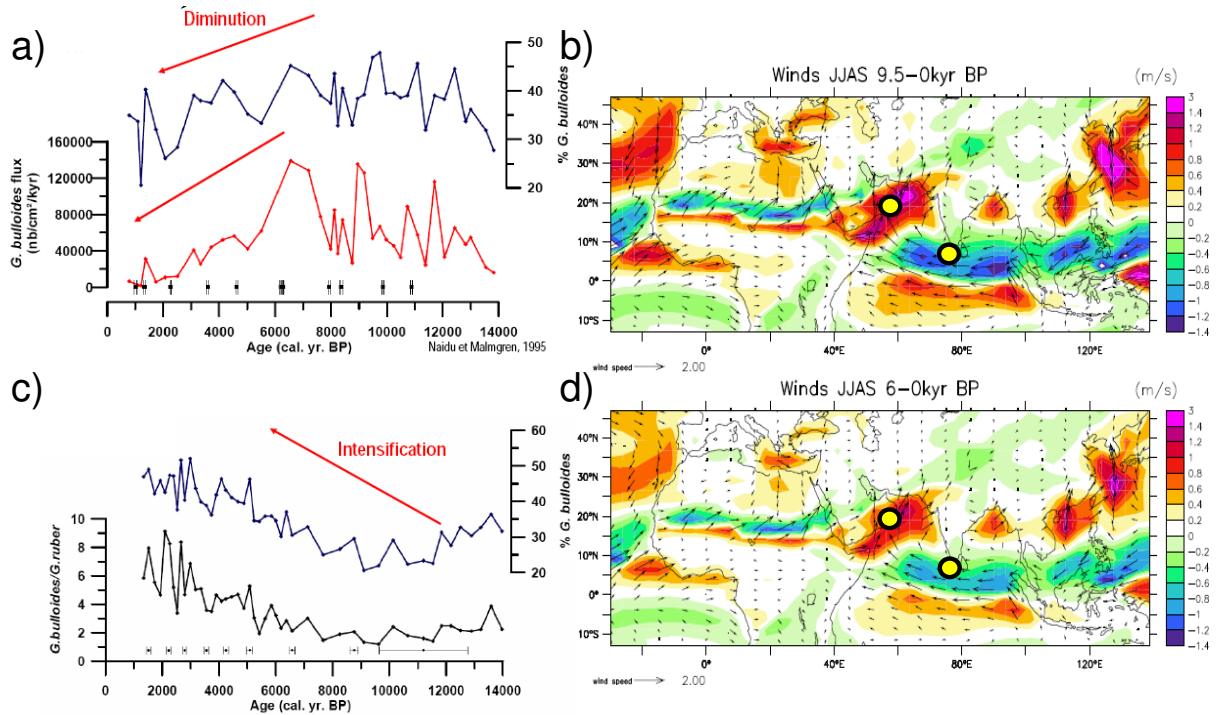 a)
Diminution
50
40
30
20
% G. bulloides
160000
120000
80000
40000
0
G. bulloides flux
(nb/cm²/kyr)
0 2000 4000 6000 8000 10000 12000 14000
Age (cal. yr. BP)
Naidu et Malmgren, 1995
b)
Winds JJAS 9.5-0kyr BP
(m/s)
40°N
30°N
20°N
10°N
0°N
10°S
0° 40°E 80°E 120°E
wind speed 2.00
3
1.4
1.2
1
0.8
0.6
0.4
0.2
0
-0.2
-0.4
-0.6
-0.8
-1
-1.2
-1.4
c)
Intensification
60
50
40
30
20
% G. bulloides
10
8
6
4
2
0
G.bulloides/G.ruber
0 2000 4000 6000 8000 10000 12000 14000
Age (cal. yr. BP)
d)
Winds JJAS 6-0kyr BP
(m/s)
40°N
30°N
20°N
10°N
0°N
10°S
0° 40°E 80°E 120°E
wind speed 2.00
3
1.4
1.2
1
0.8
0.6
0.4
0.2
0
-0.2
-0.4
-0.6
-0.8
-1
-1.2
-1.4